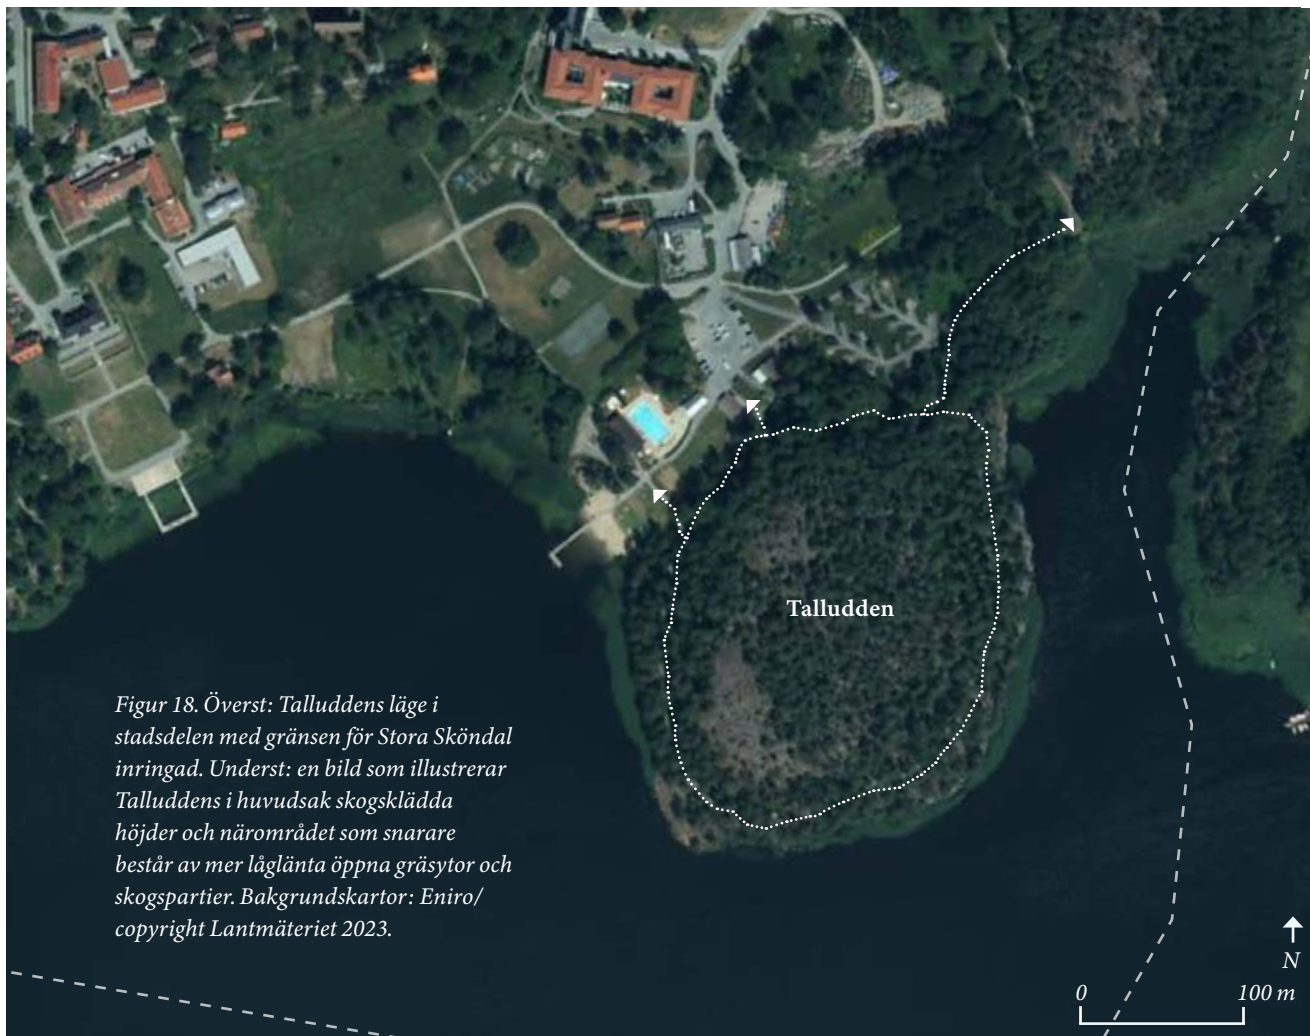 Talludden
Figur 18. Överst: Talluddens läge i
stadsdelen med gränsen för Stora Sköndal
inringad. Underst: en bild som illustrerar
Talluddens i huvudsak skogsklädda
höjder och närområdet som snarare
består av mer låglänta öppna gräsytor och
skogspartier. Bakgrundskartor: Eniro/
copyright Lantmäteriet 2023.
N
0 100 m